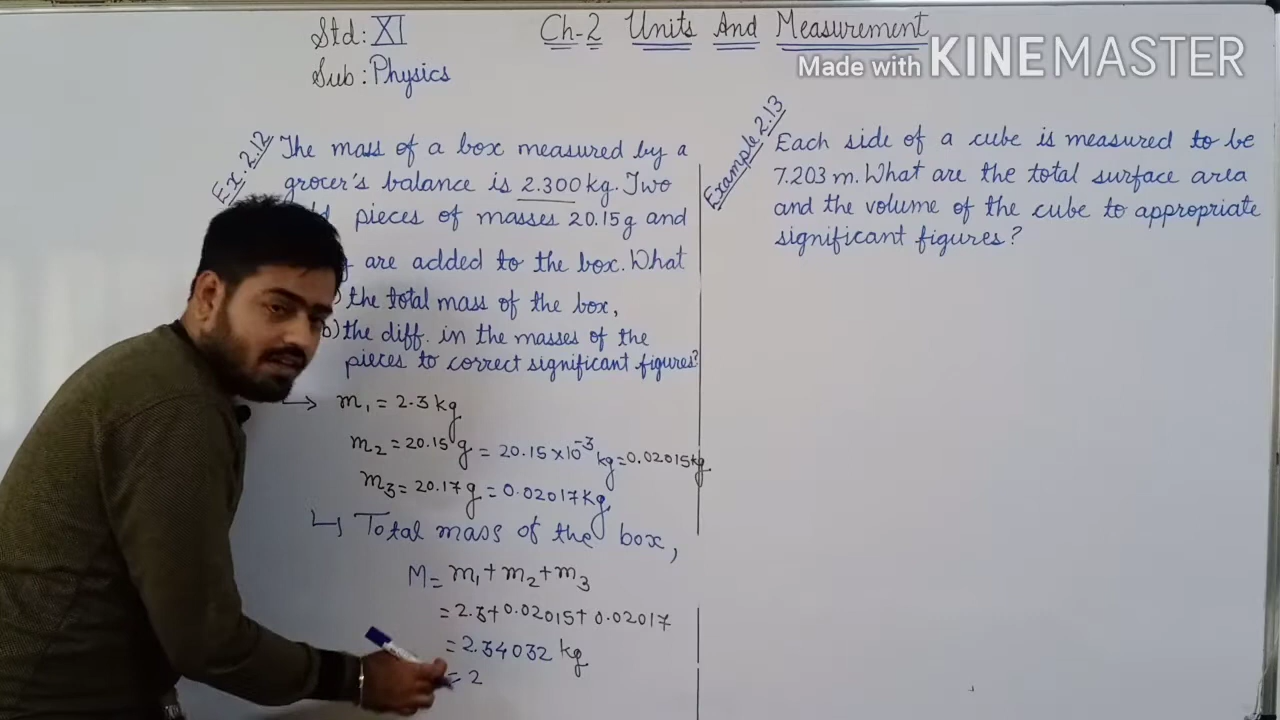 Std: XI
Sub: Physics
Ch-2 Units And Measurement
Made with KINEMASTER
Ex. 2.12
The mass of a box measured by a
grocer's balance is 2.300 kg. Two
pieces of masses 20.15g and
are added to the box. What
the total mass of the box,
b) the diff. in the masses of the
pieces to correct significant figures?
↳ m₁ = 2.3 kg
m₂ = 20.15 g = 20.15 × 10⁻³ kg = 0.02015 kg
m₃ = 20.17 g = 0.02017 Kg
↳ Total mass of the box,
M = m₁ + m₂ + m₃
= 2.3 + 0.02015 + 0.02017
= 2.34032 kg
= 2
Example 2.13
Each side of a cube is measured to be
7.203 m. What are the total surface area
and the volume of the cube to appropriate
significant figures?